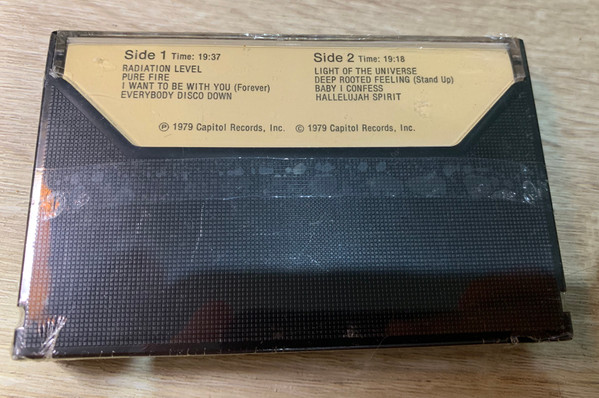 Side 1 Time: 19:37
RADIATION LEVEL
PURE FIRE
I WANT TO BE WITH YOU (Forever)
EVERYBODY DISCO DOWN
Side 2 Time: 19:18
LIGHT OF THE UNIVERSE
DEEP ROOTED FEELING (Stand Up)
BABY I CONFESS
HALLELUJAH SPIRIT
℗ 1979 Capitol Records, Inc. © 1979 Capitol Records, Inc.